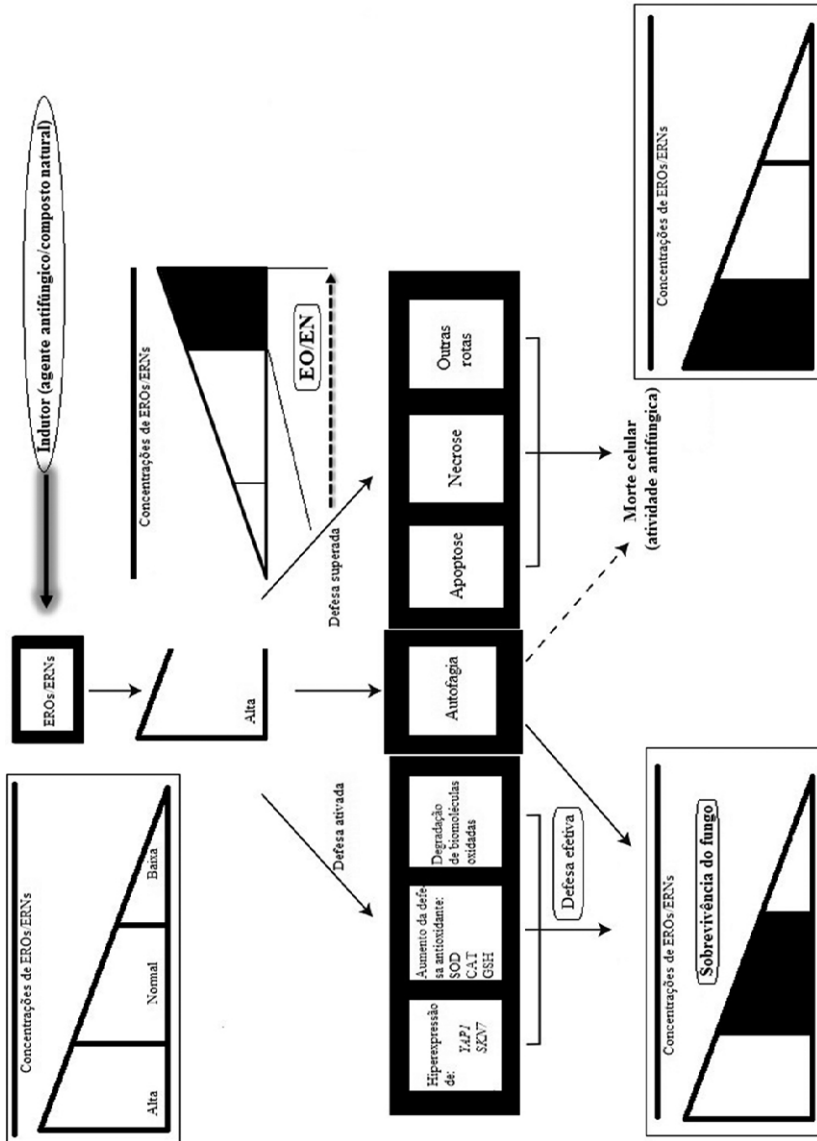 Indutor (agente antifúngico/composto natural)
Concentrações de EROs/ERNs
Alta
Normal
Baixa
EROs/ERNs
Alta
Concentrações de EROs/ERNs
EO/EN
Defesa ativada
Defesa superada
Hiperexpressão
de:
YAP1
SKN7
Aumento da defe-
sa antioxidante:
SOD
CAT
GSH
Degradação
de biomoléculas
oxidadas
Autofagia
Apoptose
Necrose
Outras
rotas
Defesa efetiva
Morte celular
(atividade antifúngica)
Concentrações de EROs/ERNs
Sobrevivência do fungo
Concentrações de EROs/ERNs